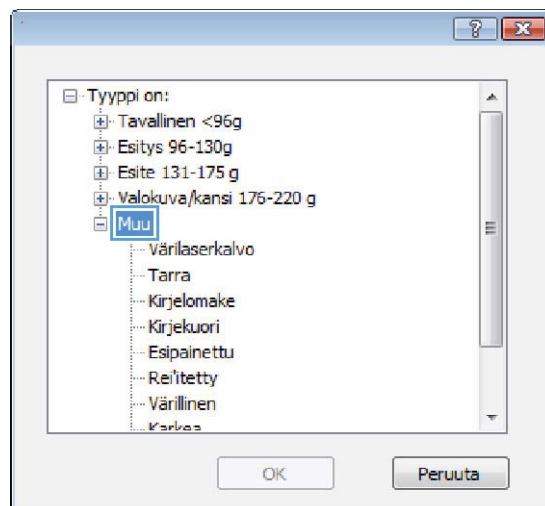 Tyyppi on:
Tavallinen <96g
Esitys 96-130g
Esite 131-175 g
Valokuva/kansi 176-220 g
Muu
Värilaserkalvo
Tarra
Kirjelomake
Kirjekuori
Esipainettu
Rei'itetty
Värillinen
Karkea
OK
Peruuta